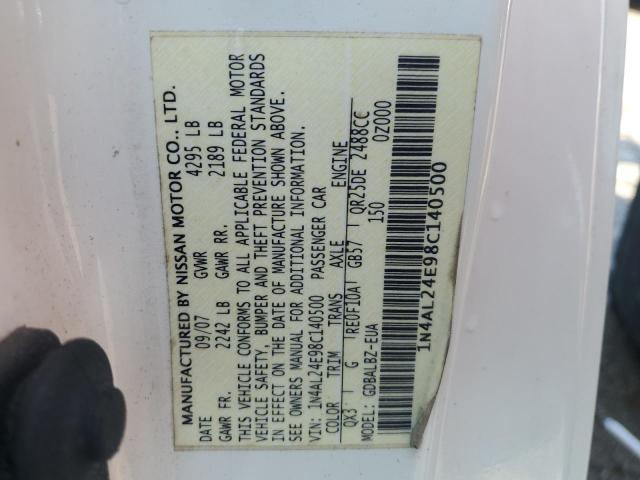 MANUFACTURED BY NISSAN MOTOR CO., LTD.
DATE 09/07 GVWR 4295 LB
GAWR FR. 2242 LB GAWR RR. 2189 LB
THIS VEHICLE CONFORMS TO ALL APPLICABLE FEDERAL MOTOR
VEHICLE SAFETY, BUMPER AND THEFT PREVENTION STANDARDS
IN EFFECT ON THE DATE OF MANUFACTURE SHOWN ABOVE.
SEE OWNERS MANUAL FOR ADDITIONAL INFORMATION.
VIN: 1N4AL24E98C140500 PASSENGER CAR
COLOR TRIM TRANS AXLE ENGINE
QX3 G RE0F10A GB57 QR25DE 2488CC
MODEL: GDBALBZ-EUA 150 0Z000
1N4AL24E98C140500